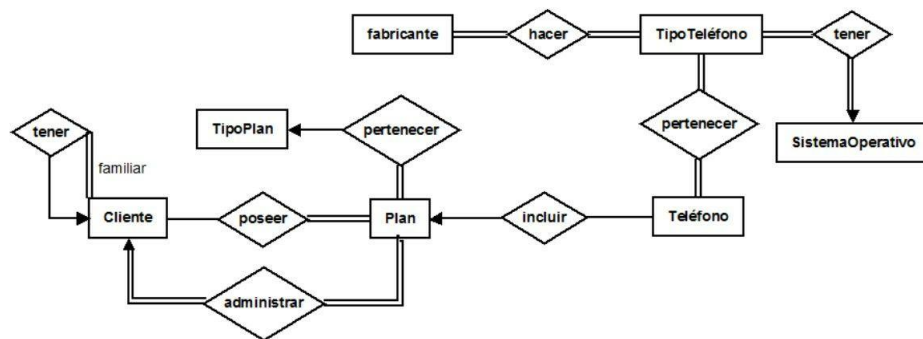 fabricante
hacer
TipoTeléfono
tener
tener
TipoPlan
pertenecer
pertenecer
SistemaOperativo
familiar
Cliente
poseer
Plan
incluir
Teléfono
administrar